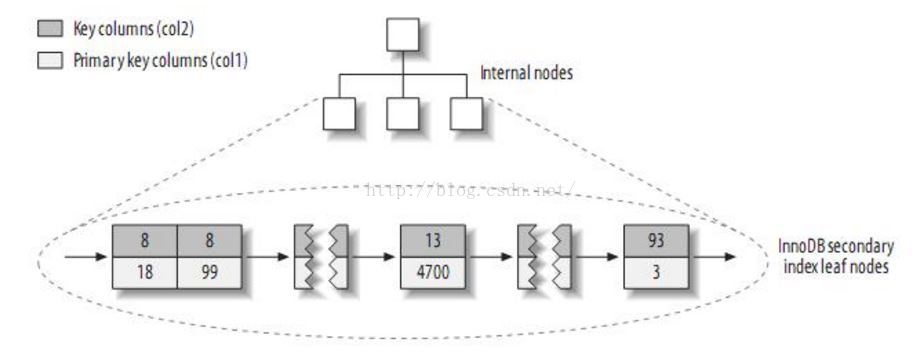 Key columns (col2)
Primary key columns (col1)
Internal nodes
http://blog.csdn.net/
8 8 13 93
18 99 4700 3
InnoDB secondary
index leaf nodes